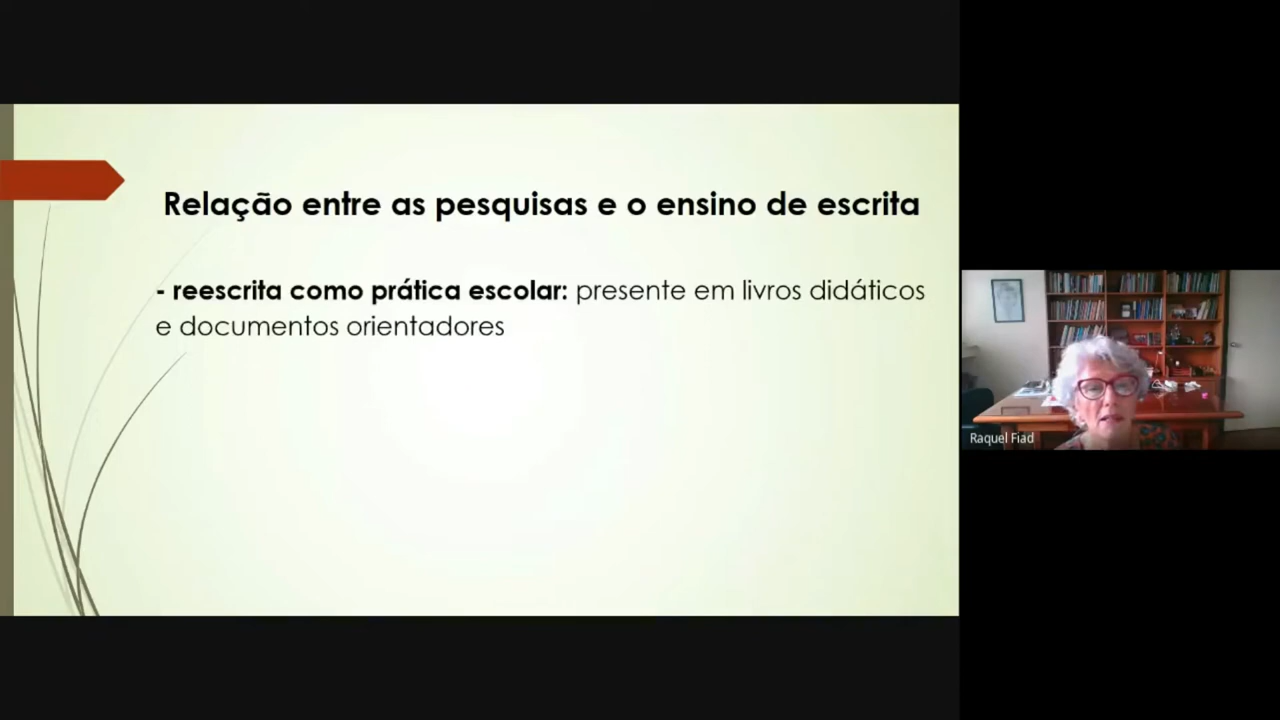 Relação entre as pesquisas e o ensino de escrita
- reescrita como prática escolar: presente em livros didáticos
e documentos orientadores
Raquel Fiad